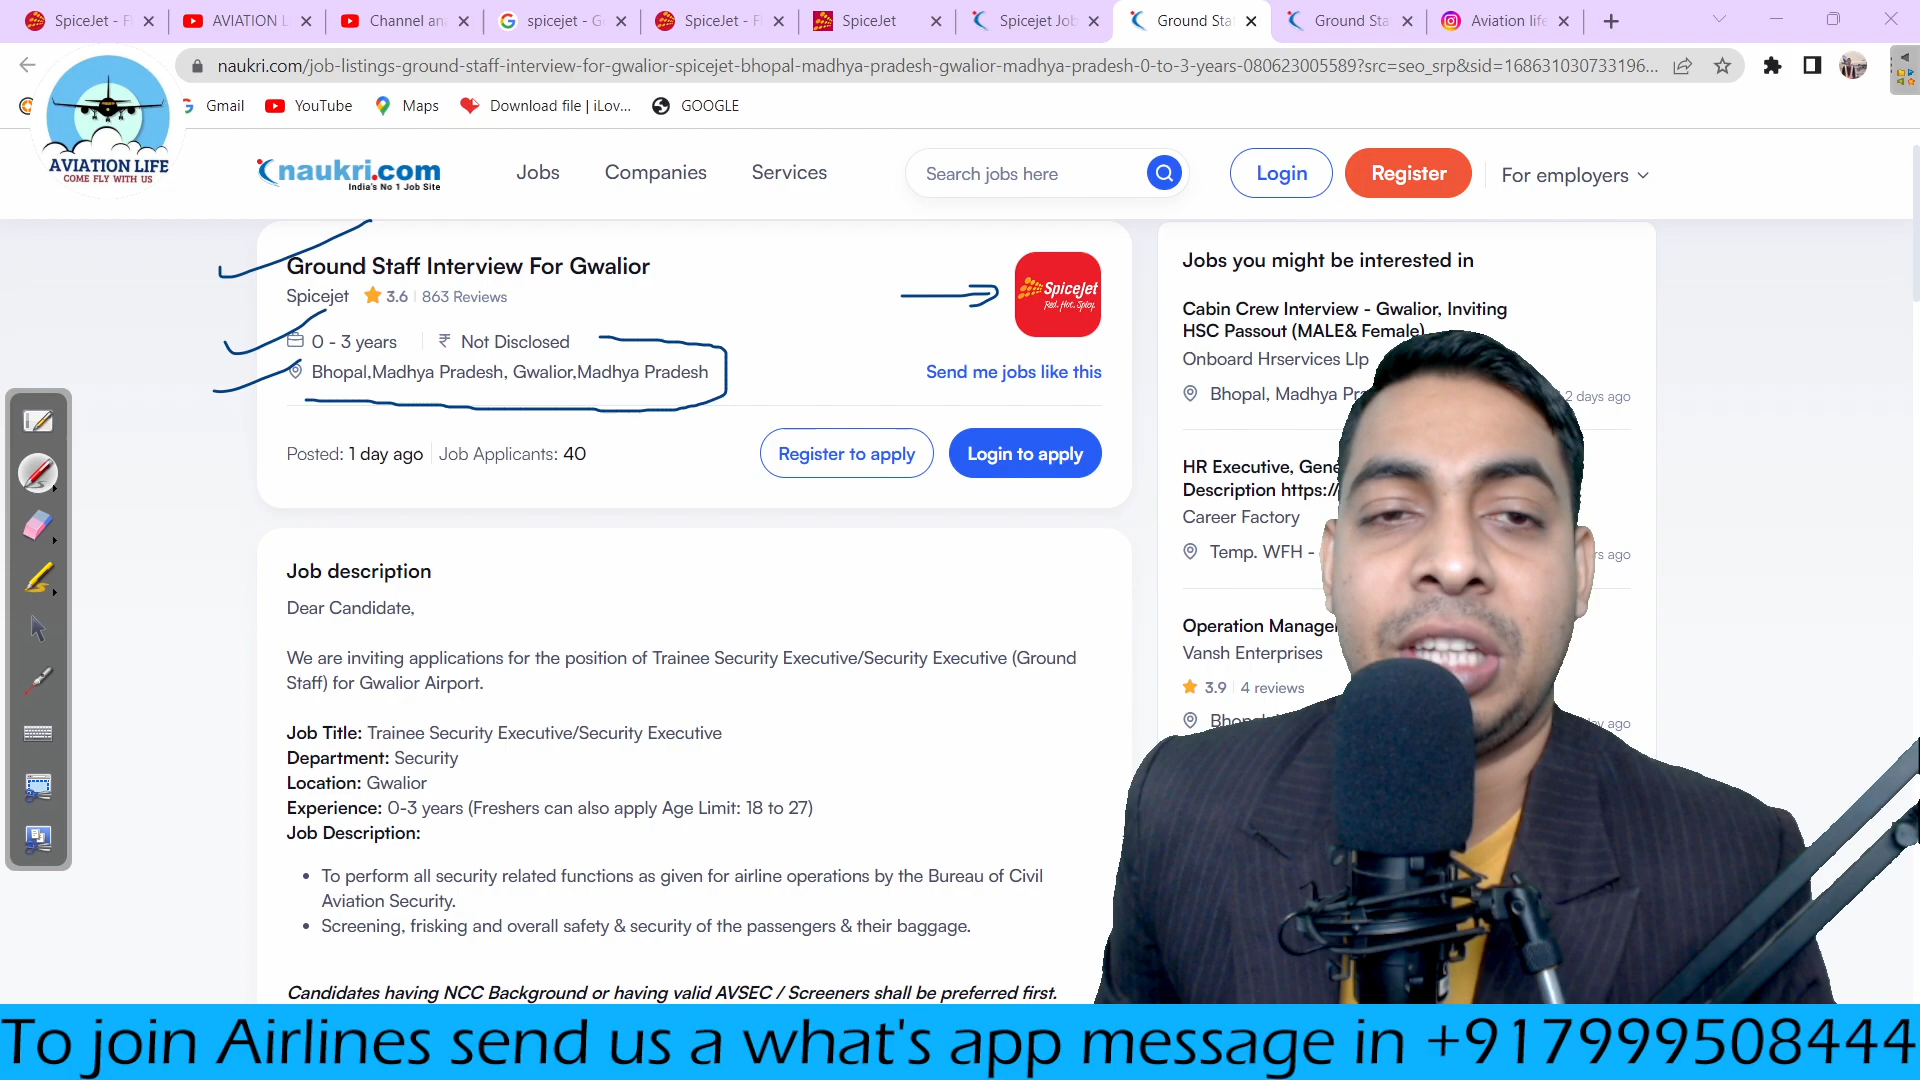 SpiceJet - Fl
AVIATION L
Channel ana
spicejet - Go
SpiceJet - Fl
SpiceJet
Spicejet Job
Ground Sta
Ground Sta
Aviation life
naukri.com/job-listings-ground-staff-interview-for-gwalior-spicejet-bhopal-madhya-pradesh-gwalior-madhya-pradesh-0-to-3-years-080623005589?src=seo_srp&sid=168631030733196...
Gmail
YouTube
Maps
Download file | iLov...
GOOGLE
AVIATION LIFE
COME FLY WITH US
naukri.com
India's No 1 Job Site
Jobs
Companies
Services
Search jobs here
Login
Register
For employers
Ground Staff Interview For Gwalior
Spicejet 3.6 863 Reviews
0 - 3 years ₹ Not Disclosed
Bhopal,Madhya Pradesh, Gwalior,Madhya Pradesh
SpiceJet
Red. Hot. Spicy.
Send me jobs like this
Posted: 1 day ago Job Applicants: 40
Register to apply
Login to apply
Job description
Dear Candidate,
We are inviting applications for the position of Trainee Security Executive/Security Executive (Ground
Staff) for Gwalior Airport.
Job Title: Trainee Security Executive/Security Executive
Department: Security
Location: Gwalior
Experience: 0-3 years (Freshers can also apply Age Limit: 18 to 27)
Job Description:
• To perform all security related functions as given for airline operations by the Bureau of Civil
Aviation Security.
• Screening, frisking and overall safety & security of the passengers & their baggage.
Candidates having NCC Background or having valid AVSEC / Screeners shall be preferred first.
Jobs you might be interested in
Cabin Crew Interview - Gwalior, Inviting
HSC Passout (MALE& Female)
Onboard Hrservices Llp
Bhopal, Madhya Pra
2 days ago
HR Executive, Gene
Description https://
Career Factory
Temp. WFH -
rs ago
Operation Manager
Vansh Enterprises
3.9 4 reviews
ay ago
To join Airlines send us a what's app message in +917999508444